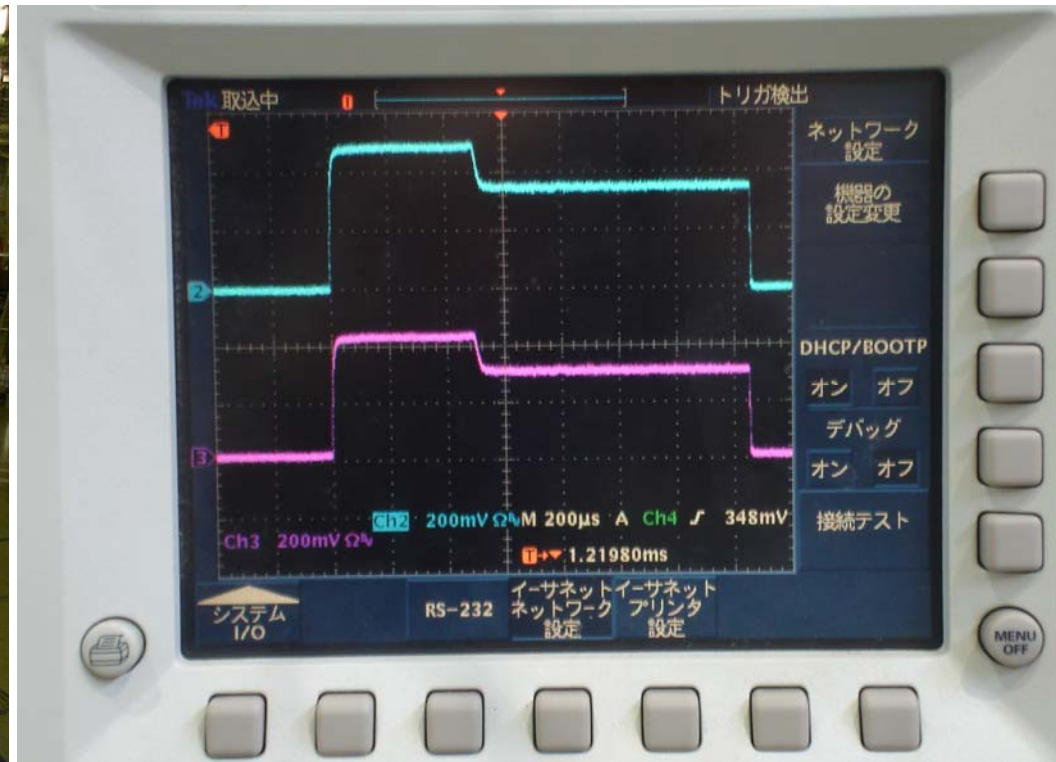 Tek 取込中
トリガ検出
T
2
3
Ch2 200mV Ω M 200µs A Ch4 348mV
Ch3 200mV Ω
T 1.21980ms
ネットワーク
設定
機器の
設定変更
DHCP/BOOTP
オン オフ
デバッグ
オン オフ
接続テスト
システム
I/O
RS-232
イーサネット
ネットワーク
設定
イーサネット
プリンタ
設定
MENU
OFF